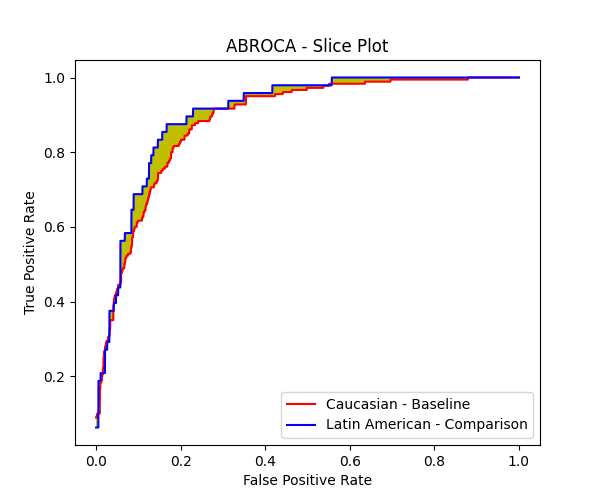 ABROCA - Slice Plot
True Positive Rate
1.0
0.8
0.6
0.4
0.2
0.0 0.2 0.4 0.6 0.8 1.0
False Positive Rate
Caucasian - Baseline
Latin American - Comparison